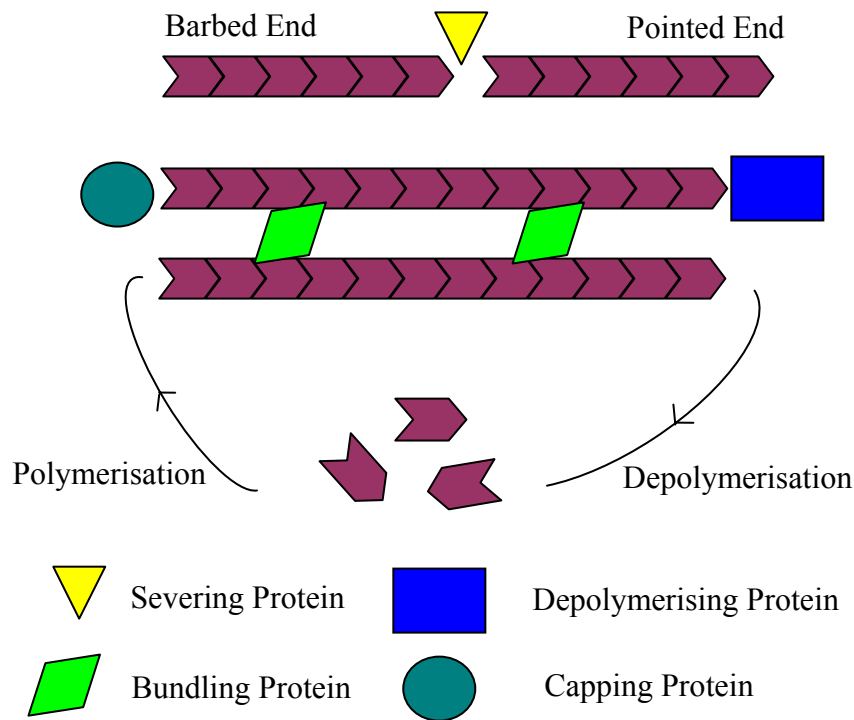 Barbed End
Pointed End
Polymerisation
Depolymerisation
Severing Protein
Depolymerising Protein
Bundling Protein
Capping Protein